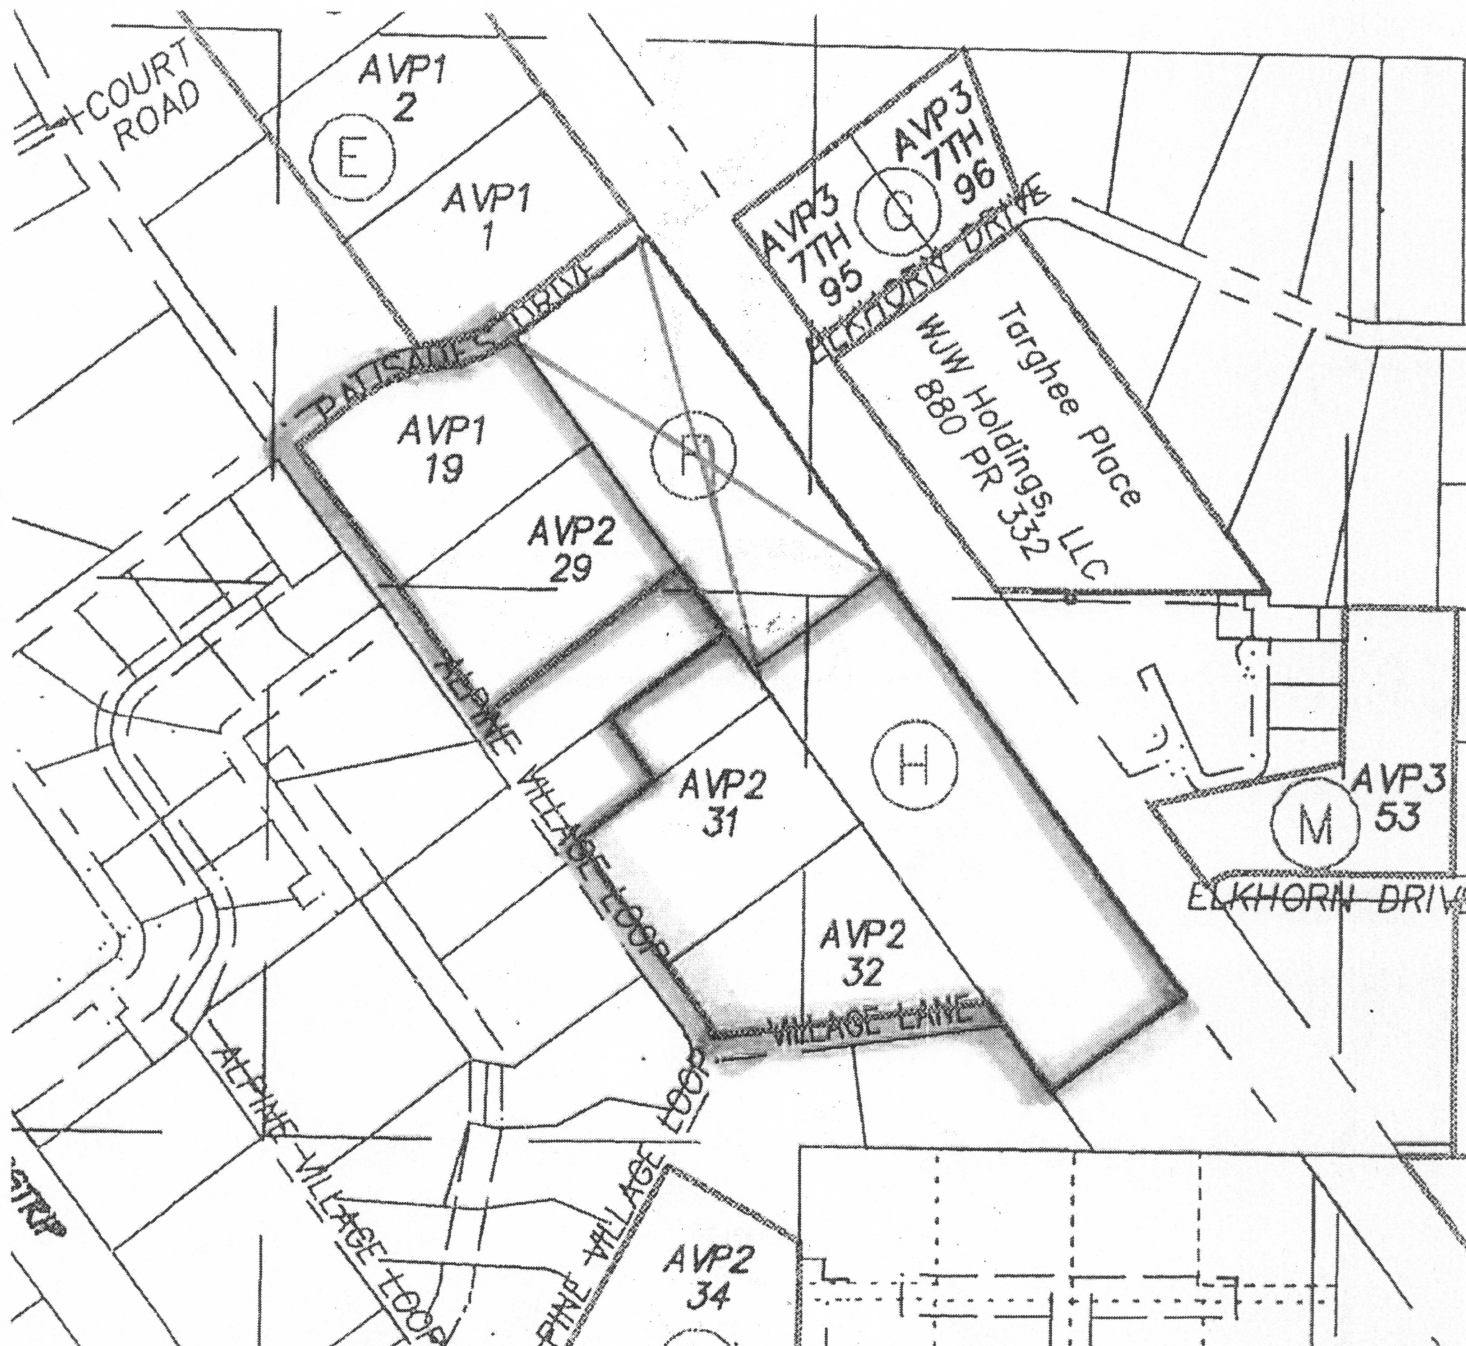 COURT
ROAD
AVP1
2
E
AVP1
1
AVP3
7TH
96
C
AVP3
7TH
95
ELKHORN DRIVE
PALISADES DRIVE
Targhee Place
WJW Holdings, LLC
880 PR 332
AVP1
19
F
AVP2
29
ALPINE VILLAGE LOOP
AVP2
31
H
AVP3
53
M
ELKHORN DRIVE
AVP2
32
VILLAGE LANE
ALPINE VILLAGE LOOP
PINE VILLAGE LOOP
AVP2
34